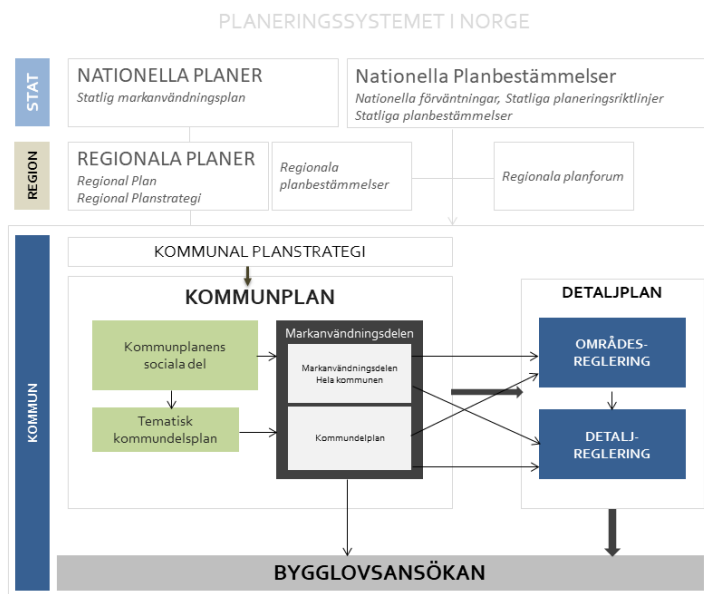 PLANERINGSSYSTEMET I NORGE
STAT
NATIONELLA PLANER
Statlig markanvändningsplan
Nationella Planbestämmelser
Nationella förväntningar, Statliga planeringsriktlinjer
Statliga planbestämmelser
REGION
REGIONALA PLANER
Regional Plan
Regional Planstrategi
Regionala
planbestämmelser
Regionala planforum
KOMMUN
KOMMUNAL PLANSTRATEGI
KOMMUNPLAN
Kommunplanens
sociala del
Tematisk
kommundelsplan
Markanvändningsdelen
Markanvändningsdelen
Hela kommunen
Kommundelplan
DETALJPLAN
OMRÅDES-
REGLERING
DETALJ-
REGLERING
BYGGLOVSANSÖKAN